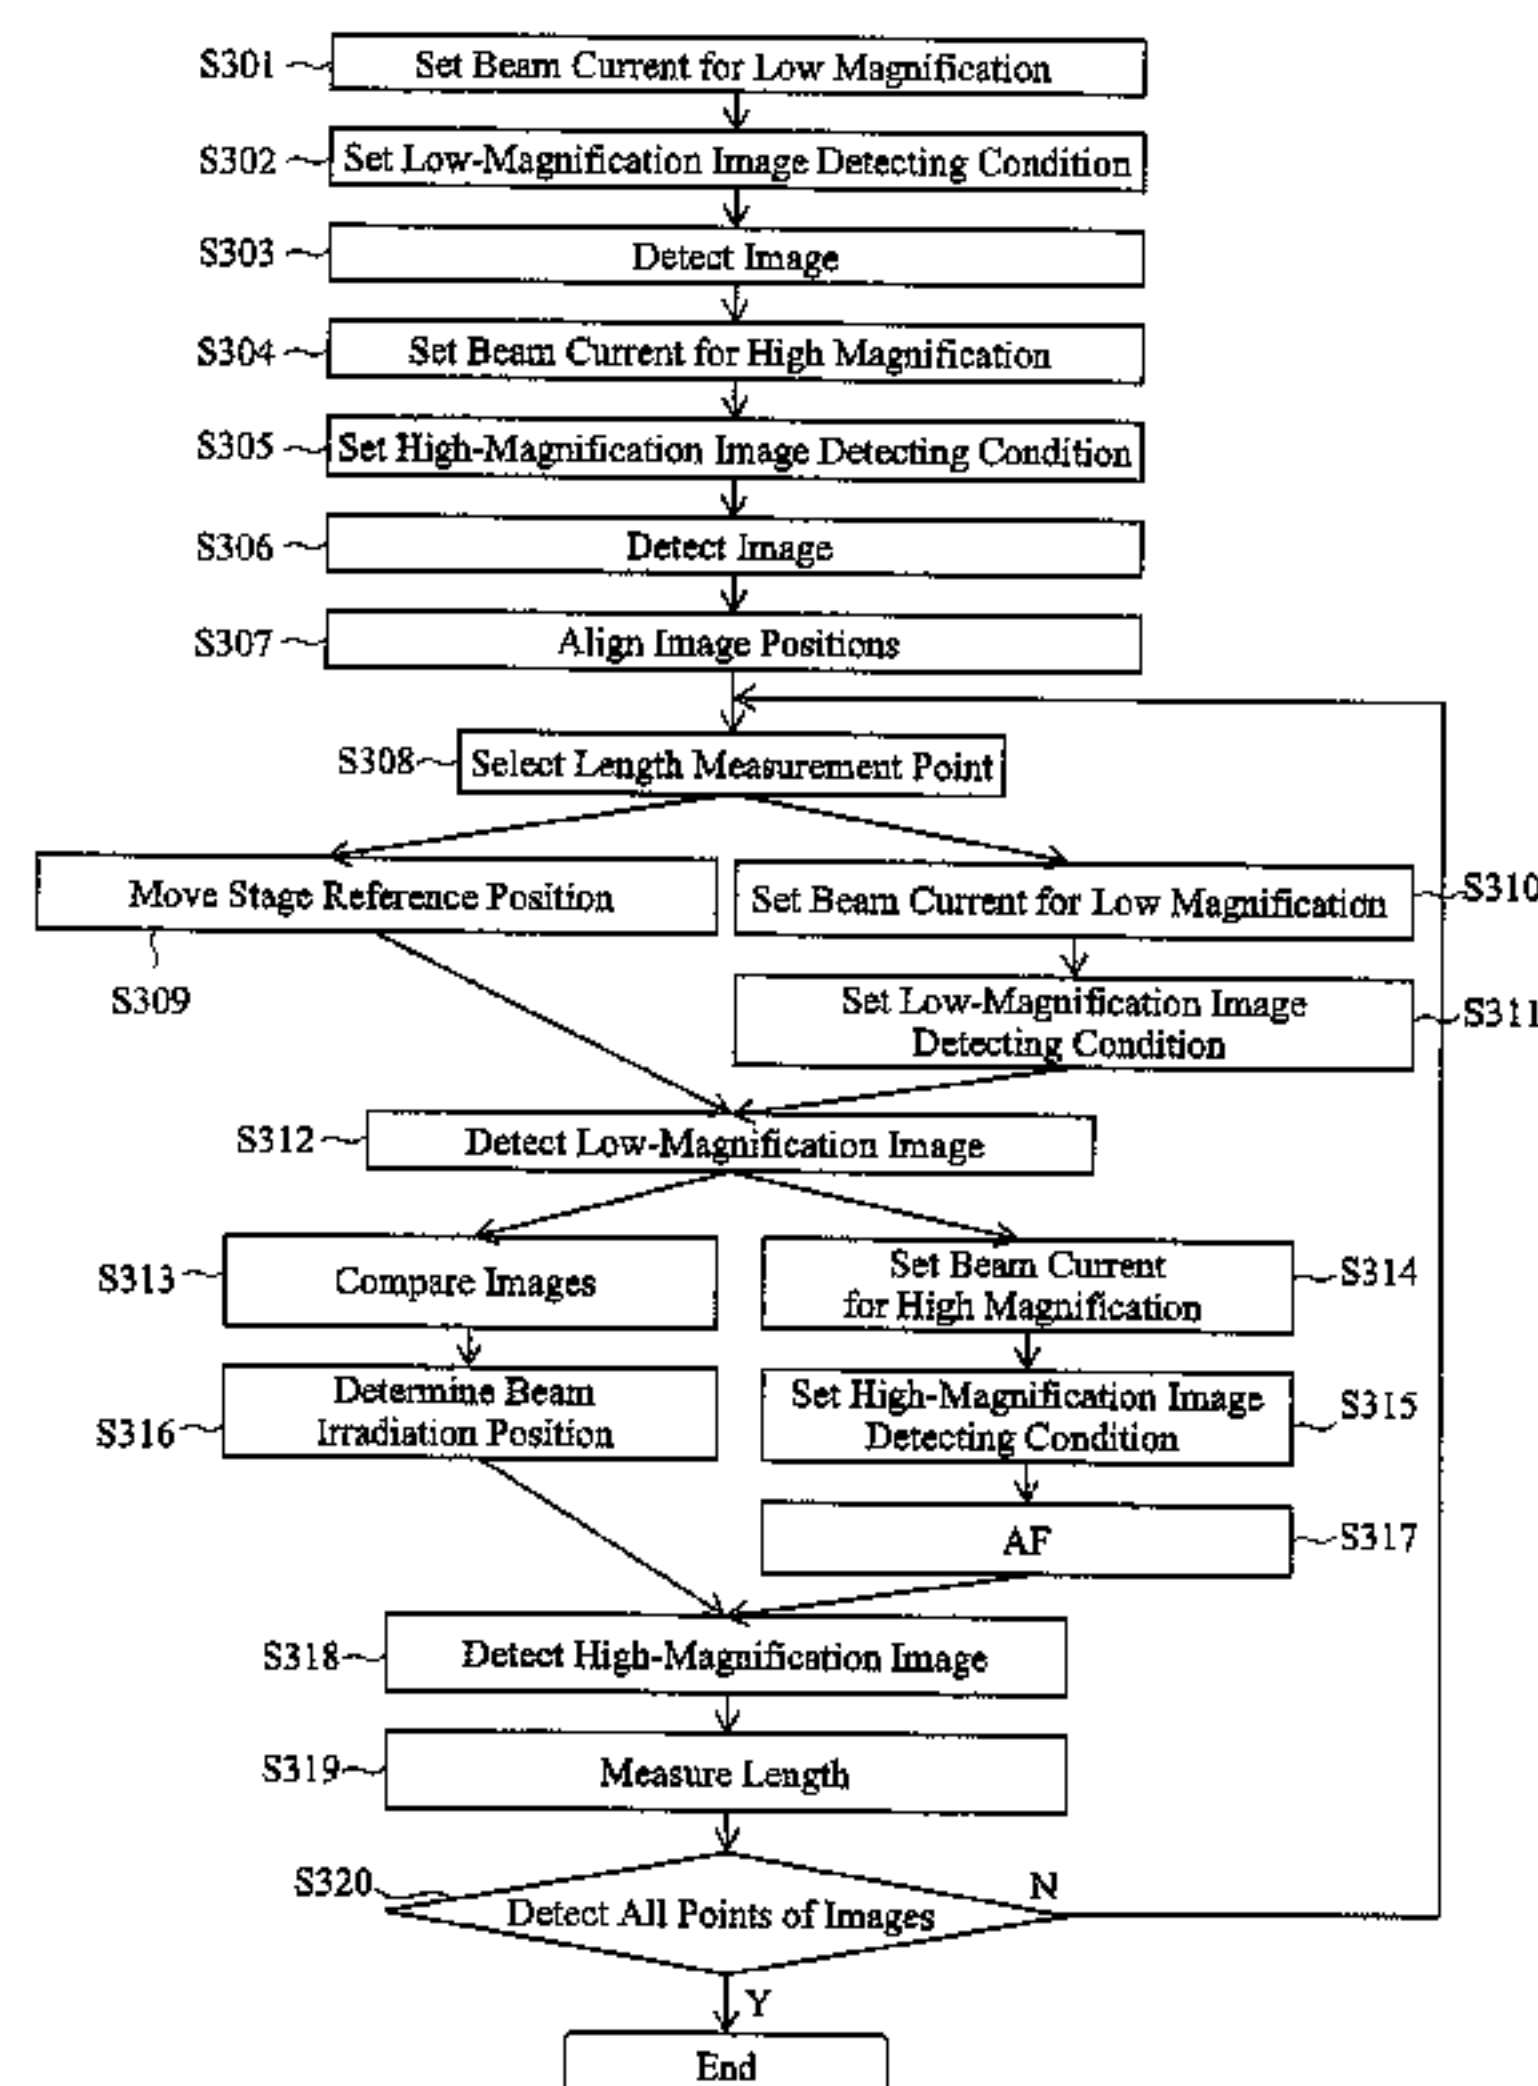 S301
Set Beam Current for Low Magnification
S302
Set Low-Magnification Image Detecting Condition
S303
Detect Image
S304
Set Beam Current for High Magnification
S305
Set High-Magnification Image Detecting Condition
S306
Detect Image
S307
Align Image Positions
S308
Select Length Measurement Point
Move Stage Reference Position
S309
Set Beam Current for Low Magnification
S310
Set Low-Magnification Image
Detecting Condition
S311
S312
Detect Low-Magnification Image
S313
Compare Images
Set Beam Current
for High Magnification
S314
S316
Determine Beam
Irradiation Position
Set High-Magnification Image
Detecting Condition
S315
AF
S317
S318
Detect High-Magnification Image
S319
Measure Length
S320
Detect All Points of Images
N
Y
End